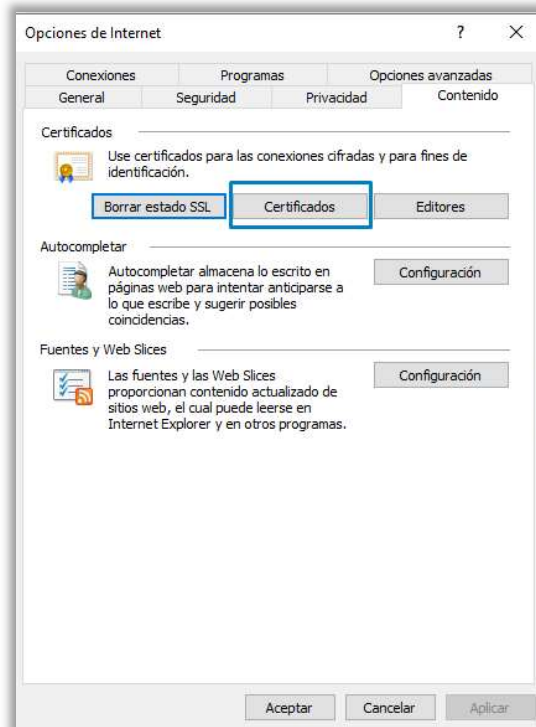 Opciones de Internet
?
Conexiones Programas Opciones avanzadas
General Seguridad Privacidad Contenido
Certificados
Use certificados para las conexiones cifradas y para fines de
identificación.
Borrar estado SSL Certificados Editores
Autocompletar
Autocompletar almacena lo escrito en
páginas web para intentar anticiparse a
lo que escribe y sugerir posibles
coincidencias.
Configuración
Fuentes y Web Slices
Las fuentes y las Web Slices
proporcionan contenido actualizado de
sitios web, el cual puede leerse en
Internet Explorer y en otros programas.
Configuración
Aceptar Cancelar Aplicar